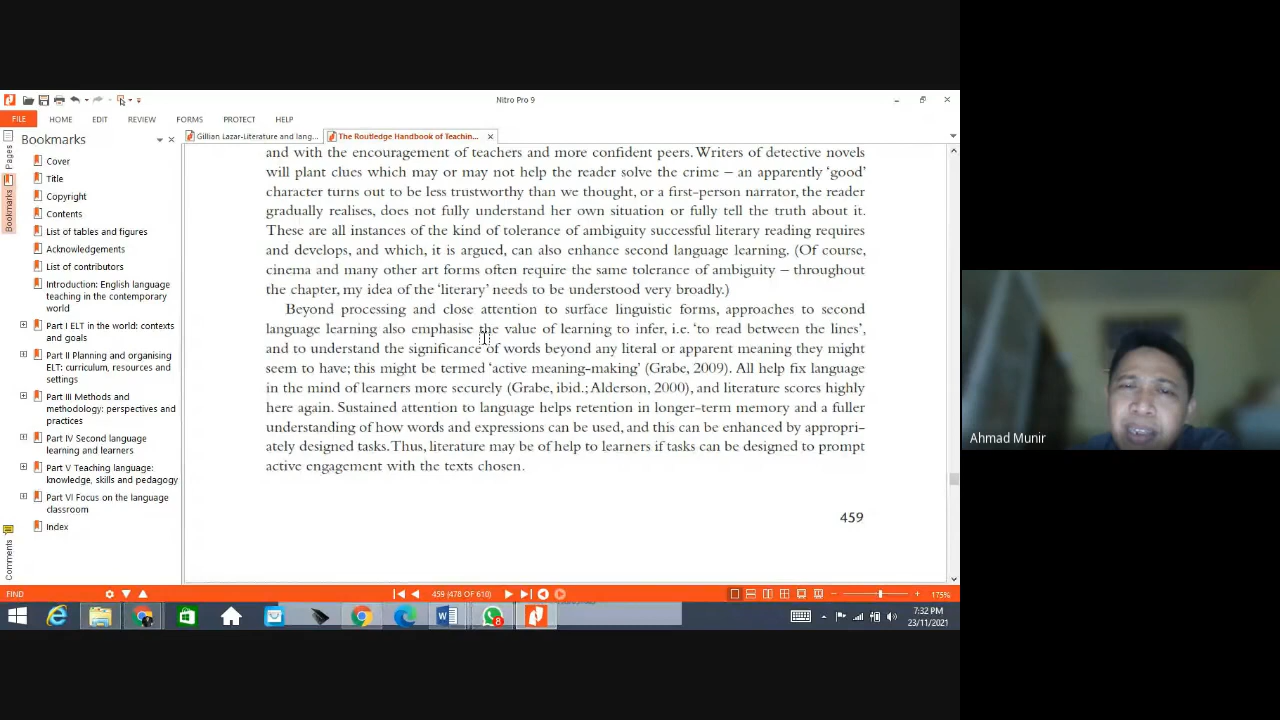 Nitro Pro 9
FILE HOME EDIT REVIEW FORMS PROTECT HELP
Bookmarks
Gillian Lazar-Literature and lang...
The Routledge Handbook of Teachin...
Pages
Bookmarks
Comments
Cover
Title
Copyright
Contents
List of tables and figures
Acknowledgements
List of contributors
Introduction: English language
teaching in the contemporary
world
Part I ELT in the world: contexts
and goals
Part II Planning and organising
ELT: curriculum, resources and
settings
Part III Methods and
methodology: perspectives and
practices
Part IV Second language
learning and learners
Part V Teaching language:
knowledge, skills and pedagogy
Part VI Focus on the language
classroom
Index
and with the encouragement of teachers and more confident peers. Writers of detective novels
will plant clues which may or may not help the reader solve the crime – an apparently ‘good’
character turns out to be less trustworthy than we thought, or a first-person narrator, the reader
gradually realises, does not fully understand her own situation or fully tell the truth about it.
These are all instances of the kind of tolerance of ambiguity successful literary reading requires
and develops, and which, it is argued, can also enhance second language learning. (Of course,
cinema and many other art forms often require the same tolerance of ambiguity – throughout
the chapter, my idea of the ‘literary’ needs to be understood very broadly.)
Beyond processing and close attention to surface linguistic forms, approaches to second
language learning also emphasise the value of learning to infer, i.e. ‘to read between the lines’,
and to understand the significance of words beyond any literal or apparent meaning they might
seem to have; this might be termed ‘active meaning-making’ (Grabe, 2009). All help fix language
in the mind of learners more securely (Grabe, ibid.; Alderson, 2000), and literature scores highly
here again. Sustained attention to language helps retention in longer-term memory and a fuller
understanding of how words and expressions can be used, and this can be enhanced by appropri-
ately designed tasks. Thus, literature may be of help to learners if tasks can be designed to prompt
active engagement with the texts chosen.
459
Ahmad Munir
FIND
459 (478 OF 610)
175%
8
7:32 PM
23/11/2021